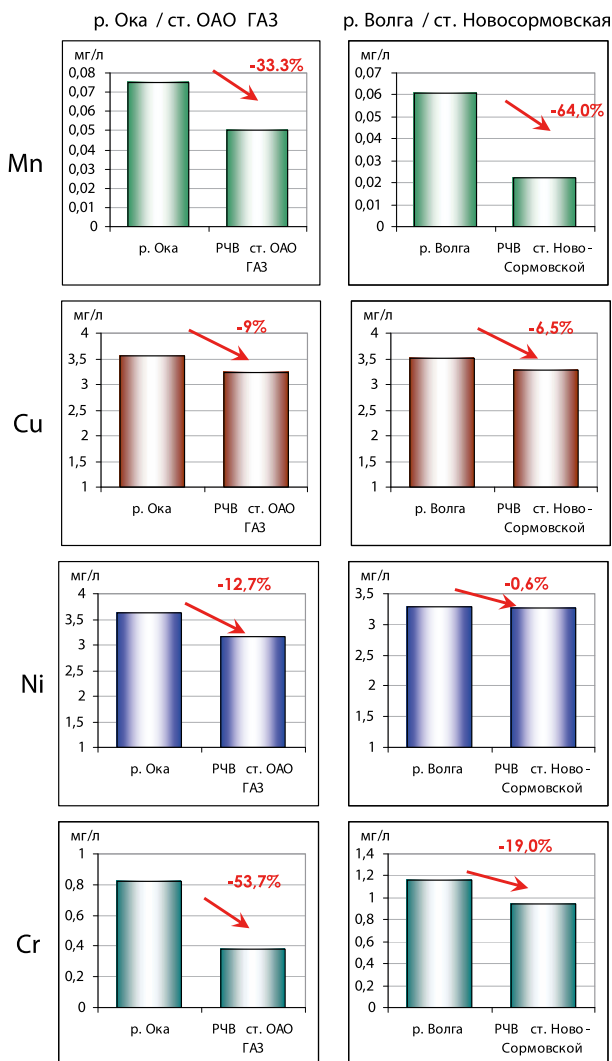 р. Ока / ст. ОАО ГАЗ
р. Волга / ст. Новосормовская
Mn
мг/л
0,08
0,07
0,06
0,05
0,04
0,03
0,02
0,01
0
-33.3%
р. Ока
РЧВ ст. ОАО
ГАЗ
мг/л
0,07
0,06
0,05
0,04
0,03
0,02
0,01
0
-64,0%
р. Волга
РЧВ ст. Ново-
Сормовской
Cu
мг/л
4
3,5
3
2,5
2
1,5
1
-9%
р. Ока
РЧВ ст. ОАО
ГАЗ
мг/л
4
3,5
3
2,5
2
1,5
1
-6,5%
р. Волга
РЧВ ст. Ново-
Сормовской
Ni
мг/л
4
3,5
3
2,5
2
1,5
1
-12,7%
р. Ока
РЧВ ст. ОАО
ГАЗ
мг/л
3,5
3
2,5
2
1,5
1
-0,6%
р. Волга
РЧВ ст. Ново-
Сормовской
Cr
мг/л
1
0,8
0,6
0,4
0,2
0
-53,7%
р. Ока
РЧВ ст. ОАО
ГАЗ
мг/л
1,4
1,2
1
0,8
0,6
0,4
0,2
0
-19,0%
р. Волга
РЧВ ст. Ново-
Сормовской